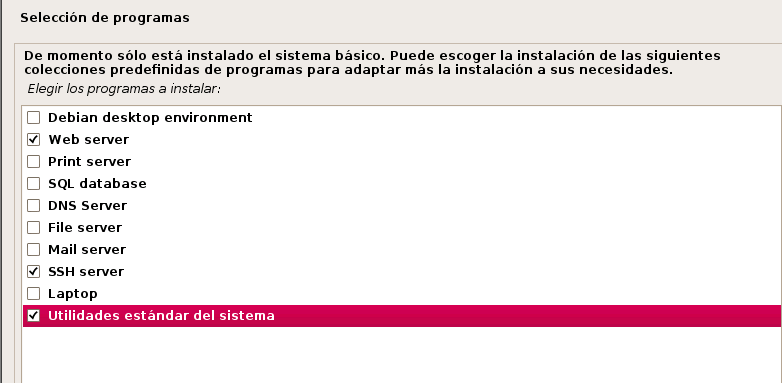 Selección de programas
De momento sólo está instalado el sistema básico. Puede escoger la instalación de las siguientes
colecciones predefinidas de programas para adaptar más la instalación a sus necesidades.
Elegir los programas a instalar:
Debian desktop environment
Web server
Print server
SQL database
DNS Server
File server
Mail server
SSH server
Laptop
Utilidades estándar del sistema